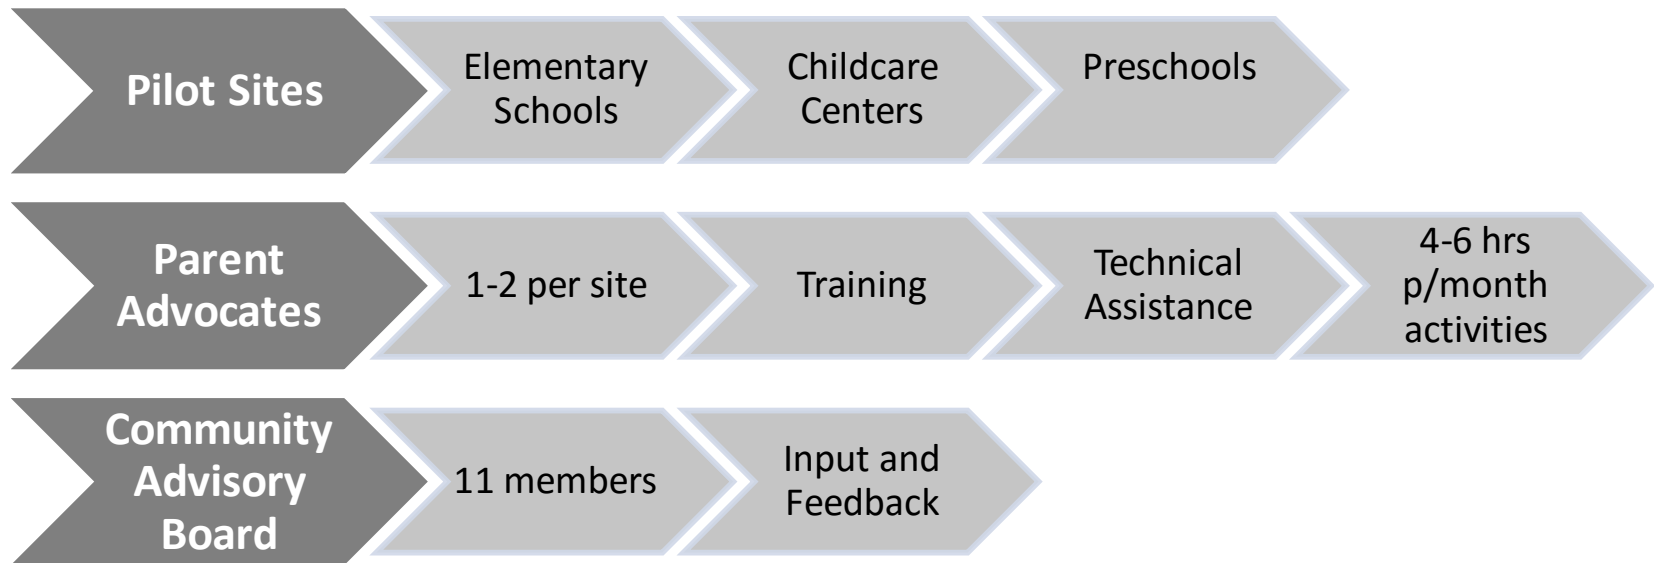 Pilot Sites
Elementary
Schools
Childcare
Centers
Preschools
Parent
Advocates
1-2 per site
Training
Technical
Assistance
4-6 hrs
p/month
activities
Community
Advisory
Board
11 members
Input and
Feedback